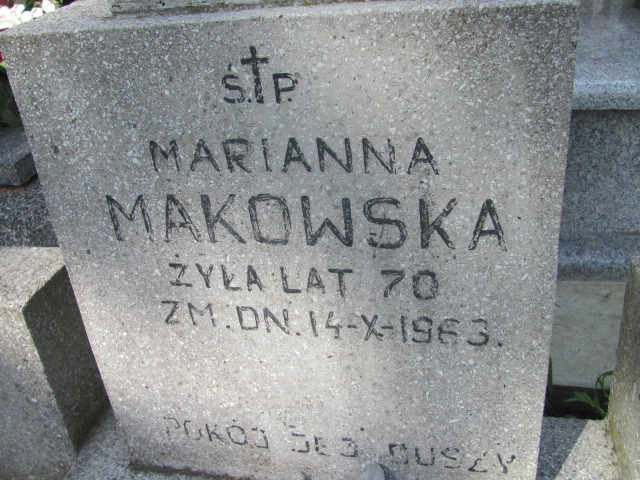 Ś.†P.
MARIANNA
MAKOWSKA
ŻYŁA LAT 70
ZM. DN. 14-X-1963.
POKÓJ JEJ DUSZY